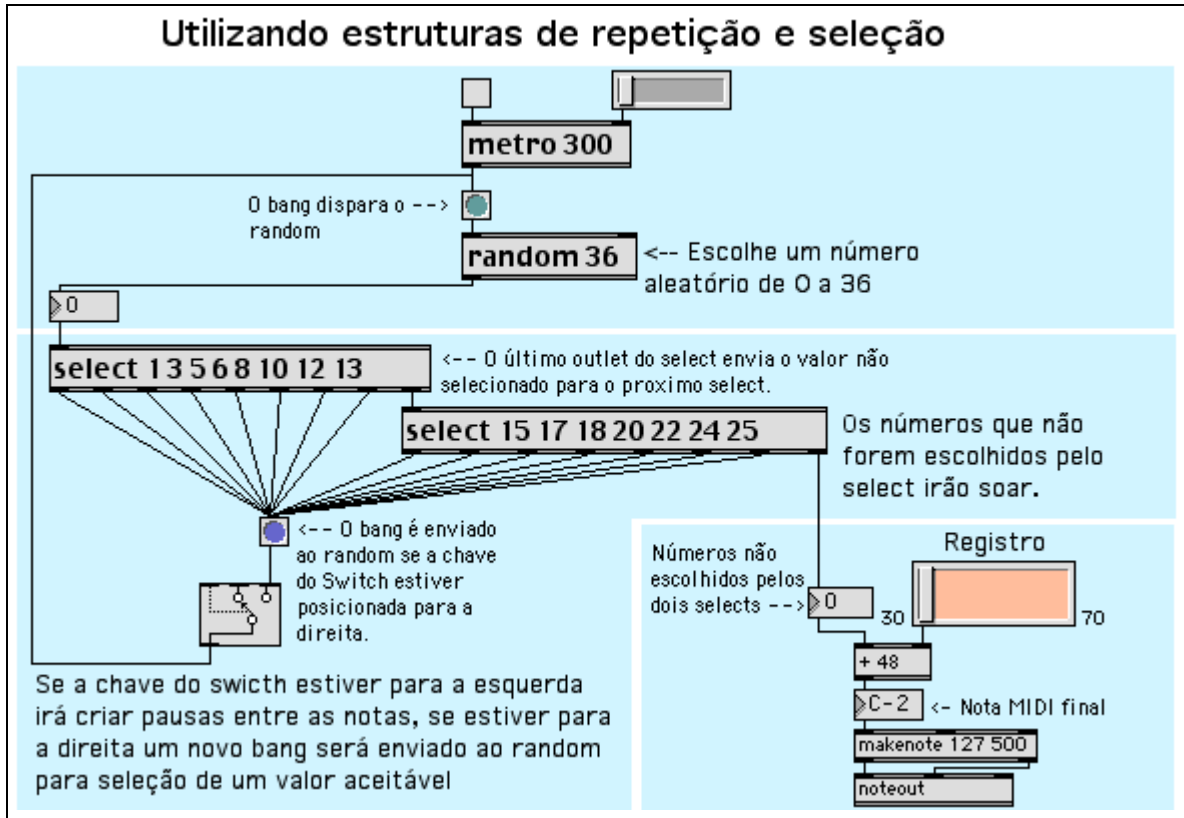 Utilizando estruturas de repetição e seleção
metro 300
O bang dispara o -->
random
random 36
<-- Escolhe um número
aleatório de 0 a 36
0
select 1 3 5 6 8 10 12 13
<-- O último outlet do select envia o valor não
selecionado para o proximo select.
select 15 17 18 20 22 24 25
Os números que não
forem escolhidos pelo
select irão soar.
<-- O bang é enviado
ao random se a chave
do Switch estiver
posicionada para a
direita.
Se a chave do swicth estiver para a esquerda
irá criar pausas entre as notas, se estiver para
a direita um novo bang será enviado ao random
para seleção de um valor aceitável
Registro
Números não
escolhidos pelos
dois selects -->
0
30
70
+ 48
C-2
<- Nota MIDI final
makenote 127 500
noteout